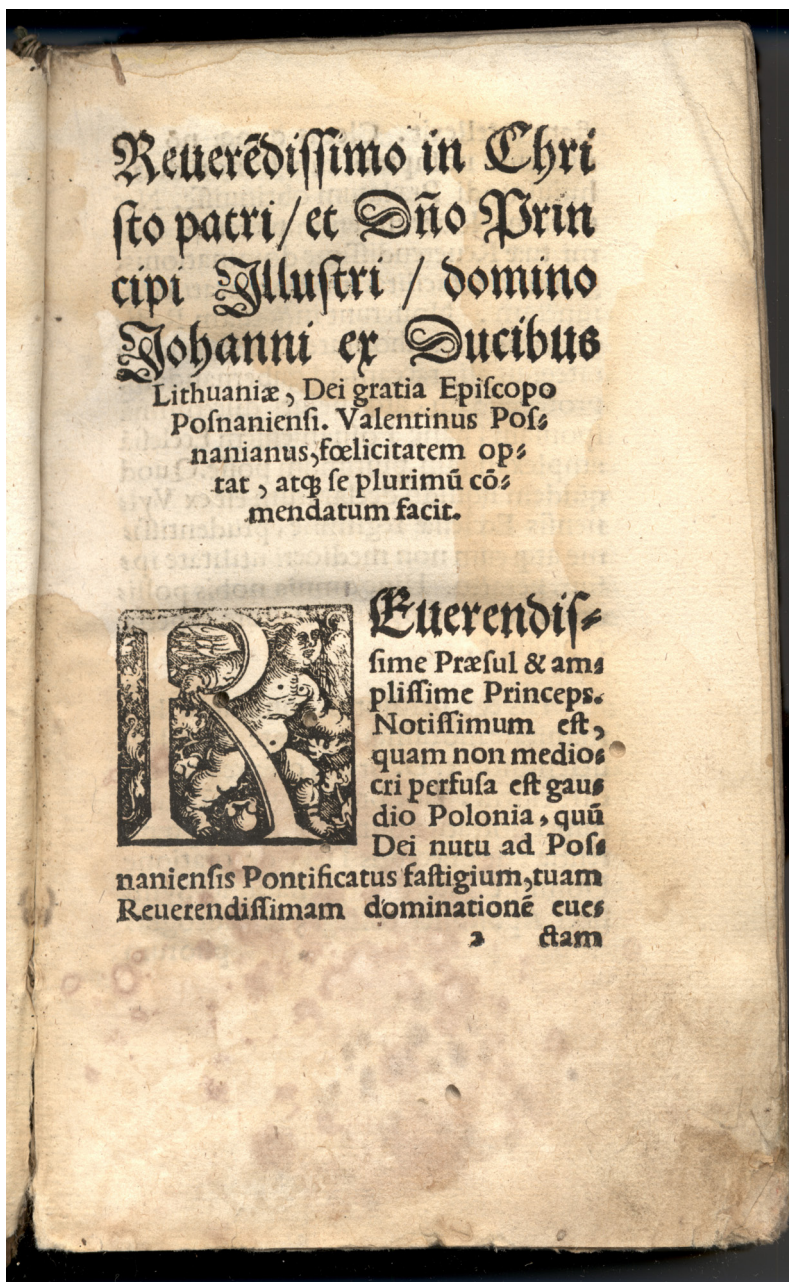 Reuerēdissimo in Chri
sto patri/et Dño Prin
cipi Illustri / domino
Johanni ex Ducibus
Lithuaniæ, Dei gratia Episcopo
Posnaniensi. Valentinus Pos⸗
nanianus, fœlicitatem op⸗
tat, atqꝫ se plurimū cō⸗
mendatum facit.
REuerendis⸗
sime Præsul & am⸗
plissime Princeps.
Notissimum est,
quam non medio⸗
cri perfusa est gau⸗
dio Polonia, quū
Dei nutu ad Pos⸗
naniensis Pontificatus fastigium, tuam
Reuerendissimam dominationē eue⸗
a ctam